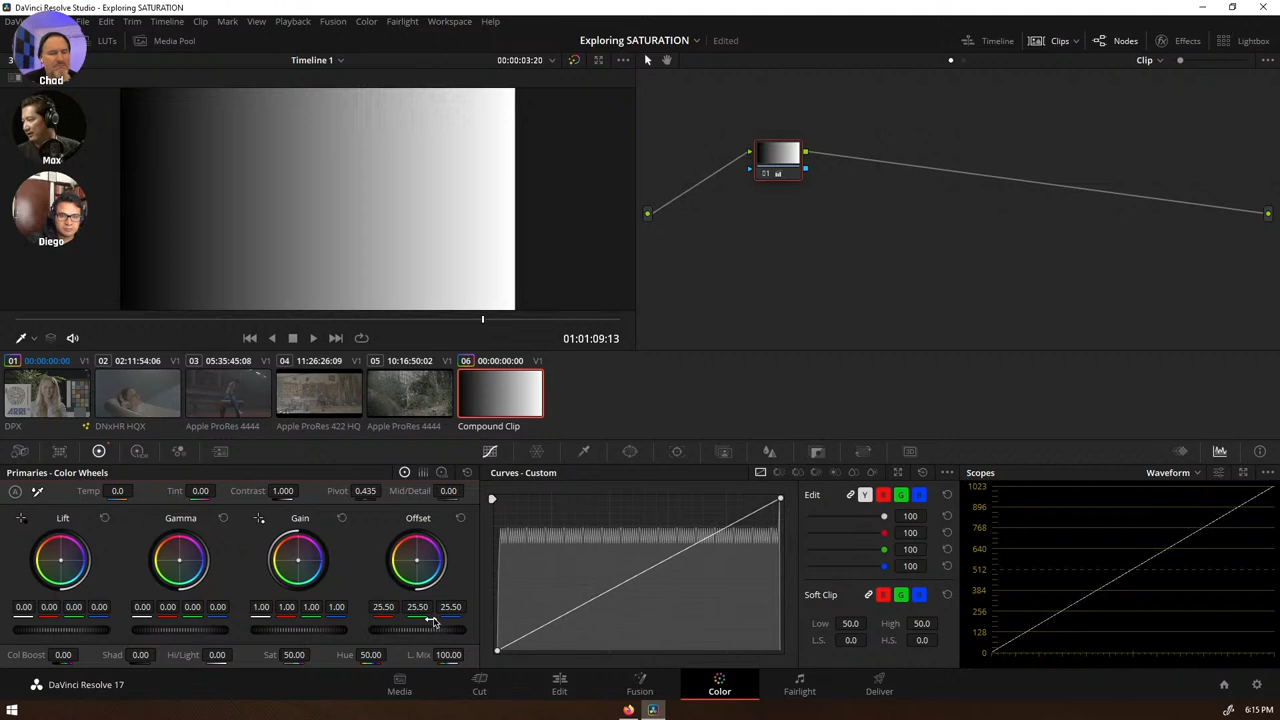 DaVinci Resolve Studio - Exploring SATURATION
File Edit Trim Timeline Clip Mark View Playback Fusion Color Fairlight Workspace Help
LUTs Media Pool Exploring SATURATION Edited Timeline Clips Nodes Effects Lightbox
Timeline 1 00:00:03:20 Clip
Chad
Max
Diego
01
01:01:09:13
01 00:00:00:00 V1 02 02:11:54:06 V1 03 05:35:45:08 V1 04 11:26:26:09 V1 05 10:16:50:02 V1 06 00:00:00:00 V1
ARRI
DPX DNxHR HQX Apple ProRes 4444 Apple ProRes 422 HQ Apple ProRes 4444 Compound Clip
Primaries - Color Wheels Curves - Custom Scopes Waveform
Temp 0.0 Tint 0.00 Contrast 1.000 Pivot 0.435 Mid/Detail 0.00
Lift Gamma Gain Offset
0.00 0.00 0.00 0.00 0.00 0.00 0.00 0.00 1.00 1.00 1.00 1.00 25.50 25.50 25.50
Col Boost 0.00 Shad 0.00 Hi/Light 0.00 Sat 50.00 Hue 50.00 L. Mix 100.00
Edit Y R G B
100
100
100
100
Soft Clip R G B
Low 50.0 High 50.0
L.S. 0.0 H.S. 0.0
1023
896
768
640
512
384
256
128
0
DaVinci Resolve 17 Media Cut Edit Fusion Color Fairlight Deliver
6:15 PM